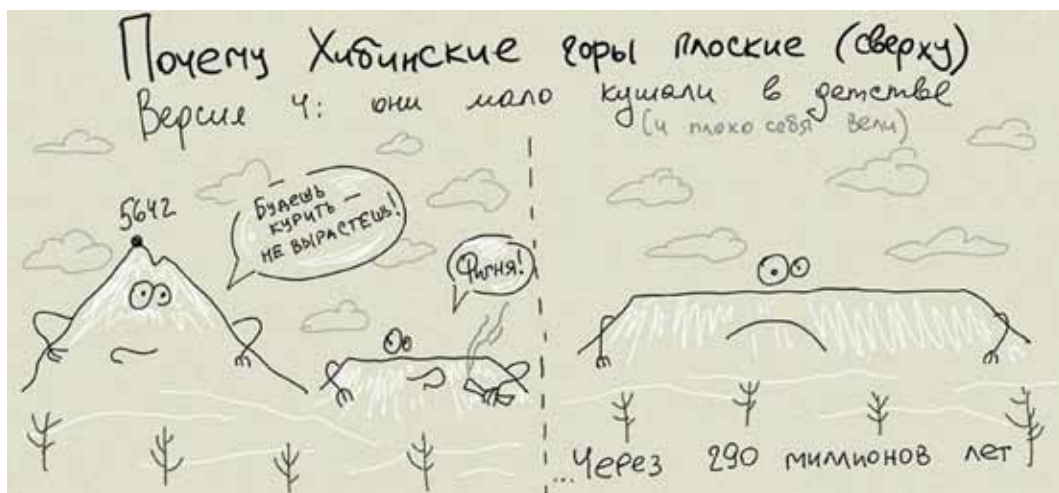 Почему Хибинские горы плоские (сверху)
Версия 4: они мало кушали в детстве
(и плохо себя вели)
5642
Будешь
курить —
не вырастешь!
Фигня!
...Через 290 миллионов лет